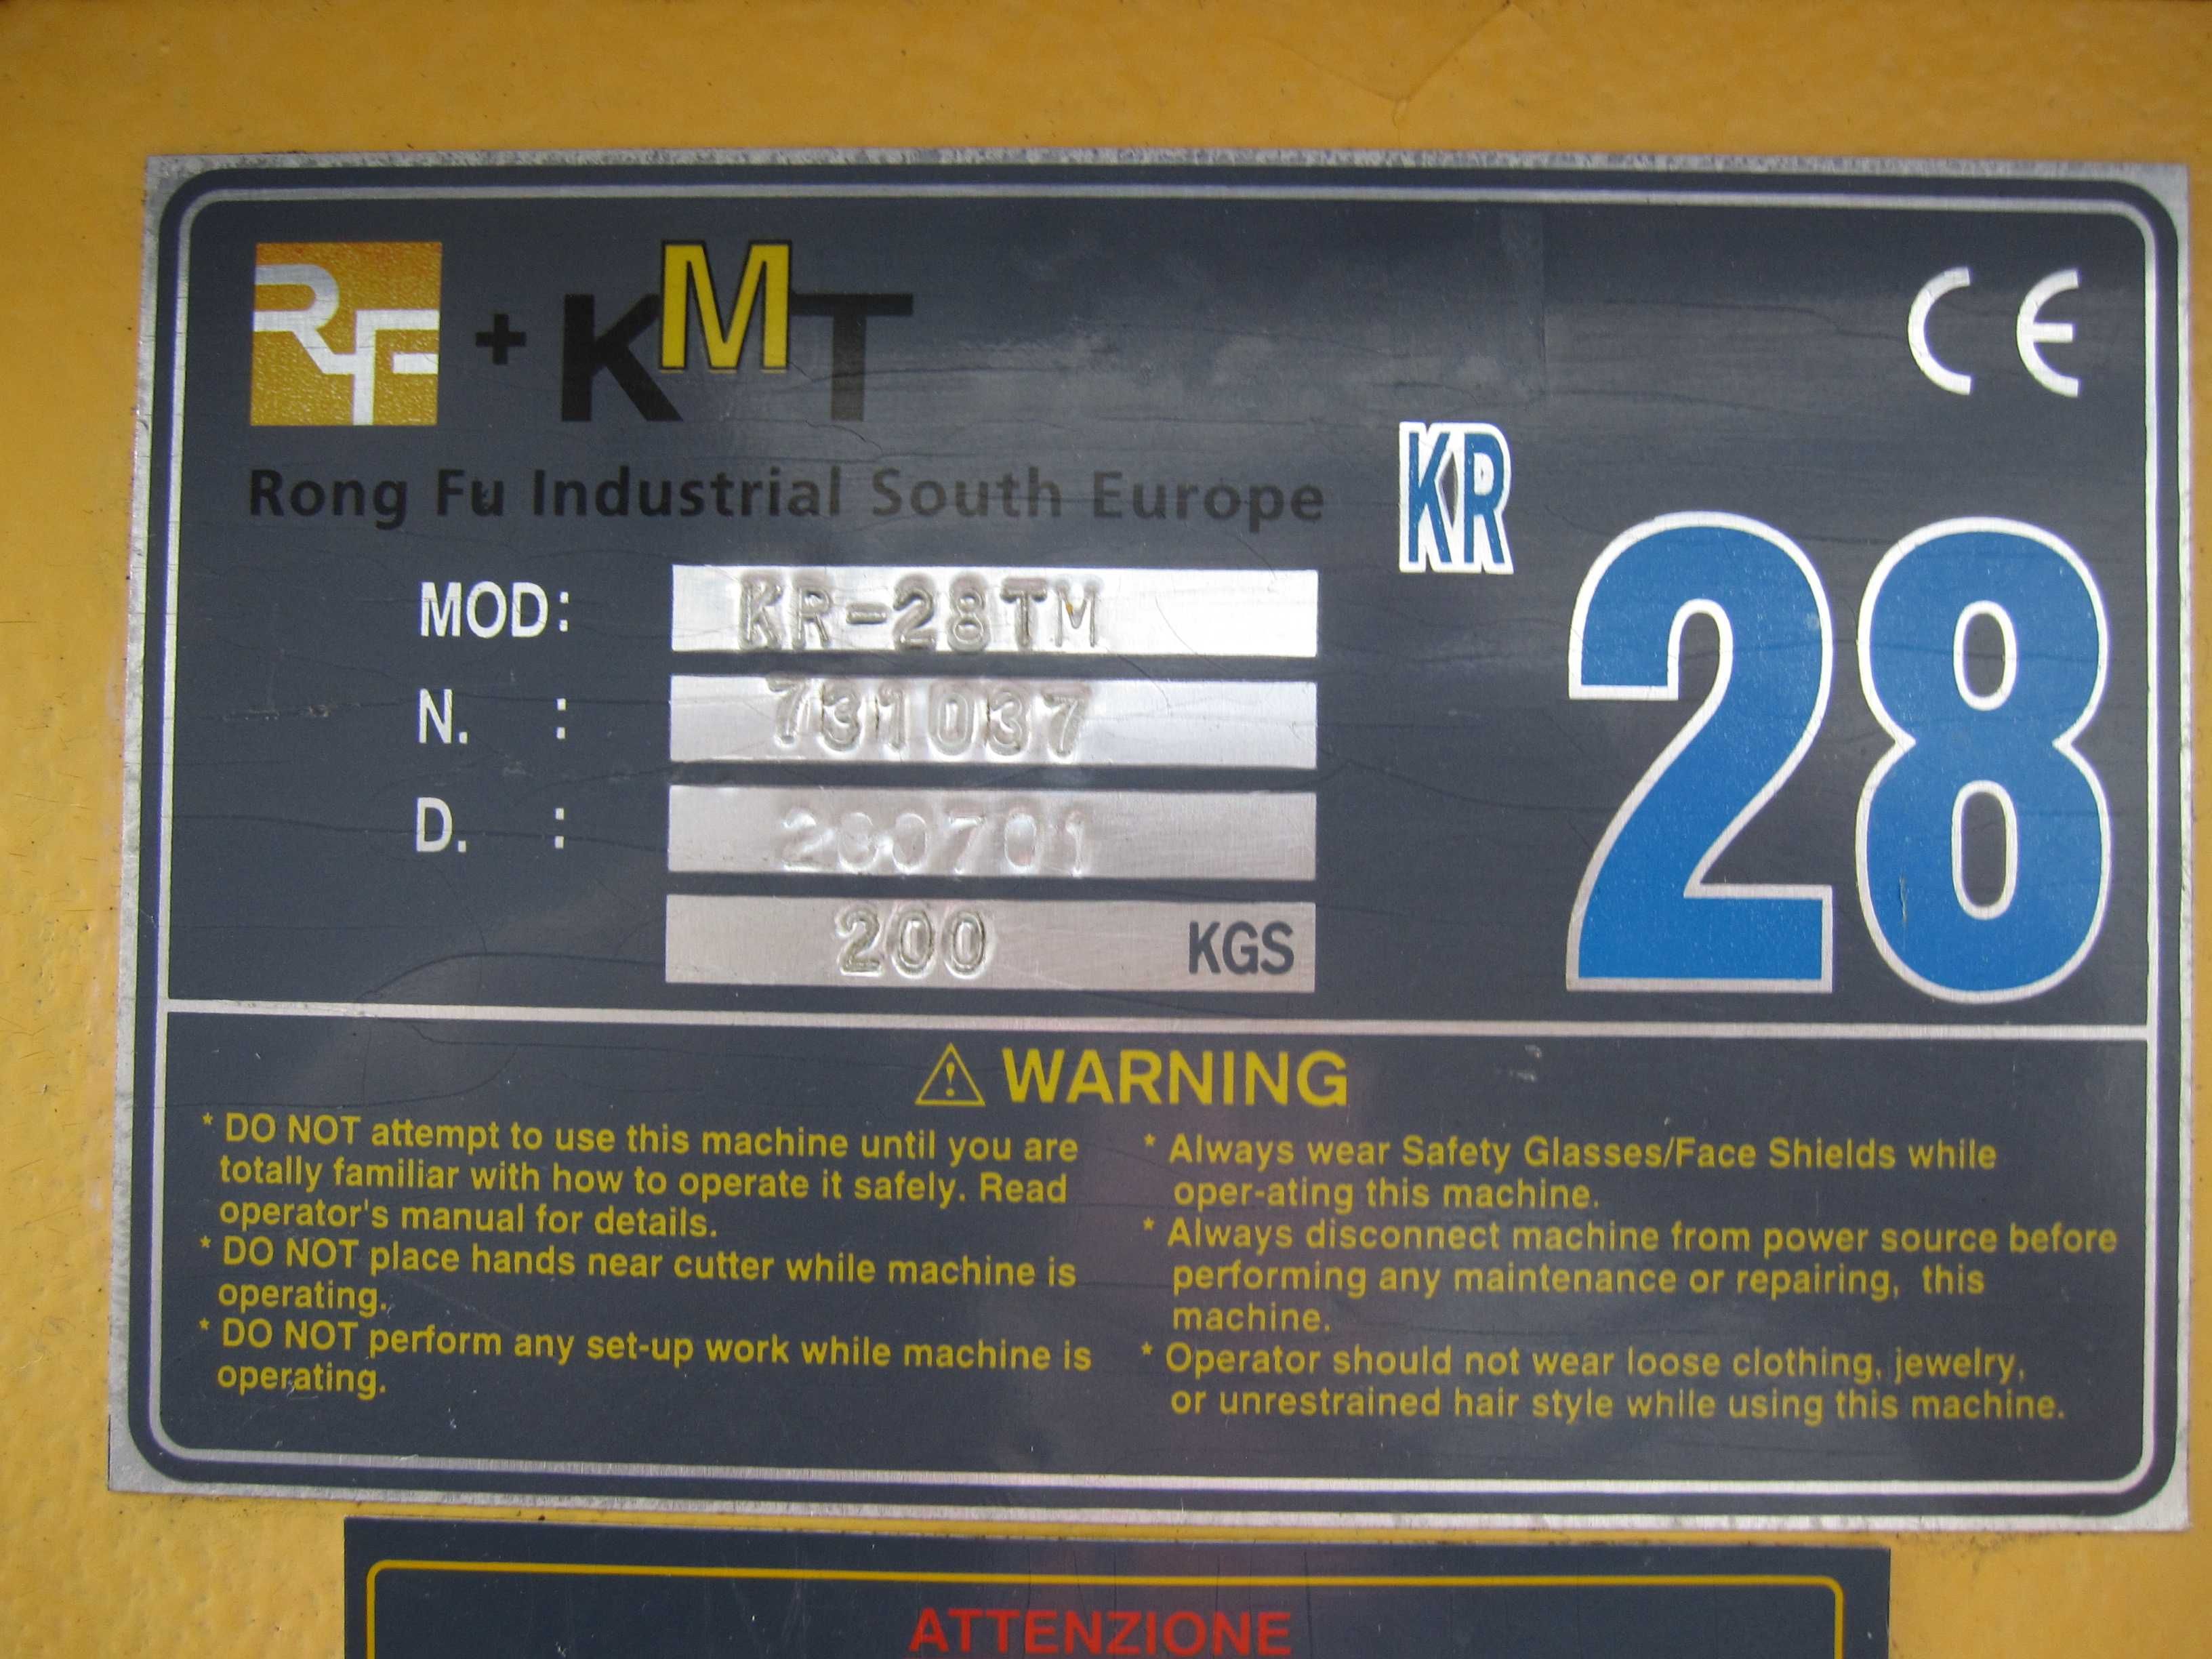 RF + KMT
CE
Rong Fu Industrial South Europe
KR
28
MOD: KR-28TM
N. : 731037
D. : 200701
200 KGS
WARNING
* DO NOT attempt to use this machine until you are
totally familiar with how to operate it safely. Read
operator's manual for details.
* DO NOT place hands near cutter while machine is
operating.
* DO NOT perform any set-up work while machine is
operating.
* Always wear Safety Glasses/Face Shields while
oper-ating this machine.
* Always disconnect machine from power source before
performing any maintenance or repairing, this
machine.
* Operator should not wear loose clothing, jewelry,
or unrestrained hair style while using this machine.
ATTENZIONE